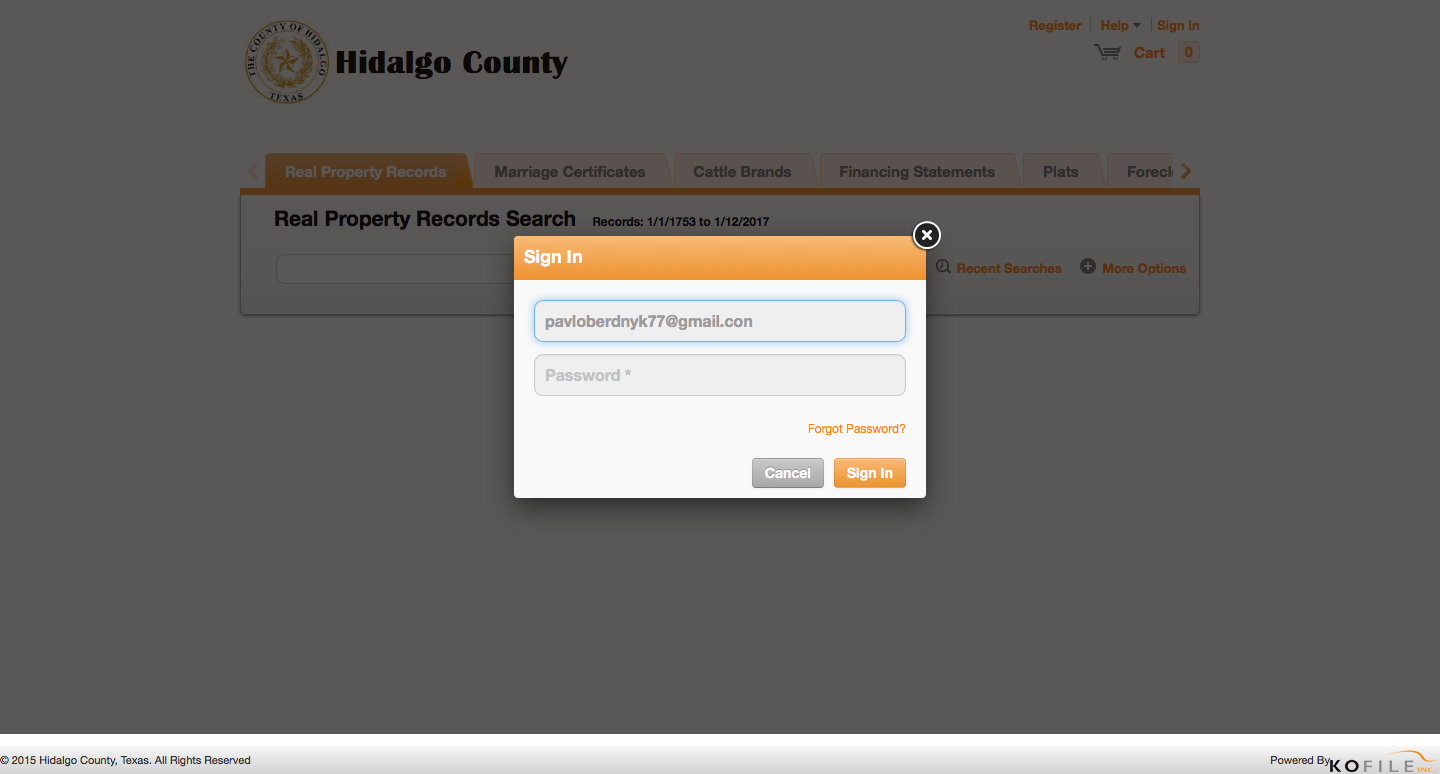 THE COUNTY OF HIDALGO
TEXAS
Hidalgo County
Register Help Sign In
Cart 0
Real Property Records Marriage Certificates Cattle Brands Financing Statements Plats Forecl
Real Property Records Search Records: 1/1/1753 to 1/12/2017
Recent Searches More Options
Sign In
pavloberdnyk77@gmail.con
Password *
Forgot Password?
Cancel Sign In
© 2015 Hidalgo County, Texas. All Rights Reserved Powered By KOFILE INC.